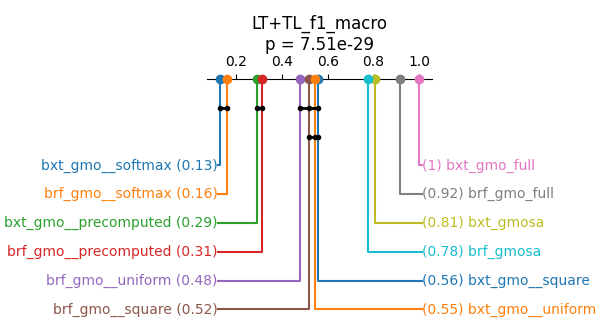 LT+TL_f1_macro
p = 7.51e-29
0.2 0.4 0.6 0.8 1.0
bxt_gmo__softmax (0.13) (1) bxt_gmo_full
brf_gmo__softmax (0.16) (0.92) brf_gmo_full
bxt_gmo__precomputed (0.29) (0.81) bxt_gmosa
brf_gmo__precomputed (0.31) (0.78) brf_gmosa
brf_gmo__uniform (0.48) (0.56) bxt_gmo__square
brf_gmo__square (0.52) (0.55) bxt_gmo__uniform